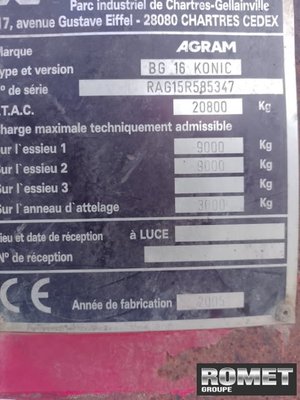 Parc industriel de Chartres-Gellainville
17, avenue Gustave Eiffel - 28080 CHARTRES CEDEX
Marque AGRAM
Type et version BG 16 KONIC
N° de série RAG15R585347
P.T.A.C. 20800 Kg
Charge maximale techniquement admissible
Sur l'essieu 1 9000 Kg
Sur l'essieu 2 9000 Kg
Sur l'essieu 3 Kg
Sur l'anneau d'attelage 3000 Kg
Lieu et date de réception à LUCE
N° de réception
CE Année de fabrication 2005
ROMET
GROUPE